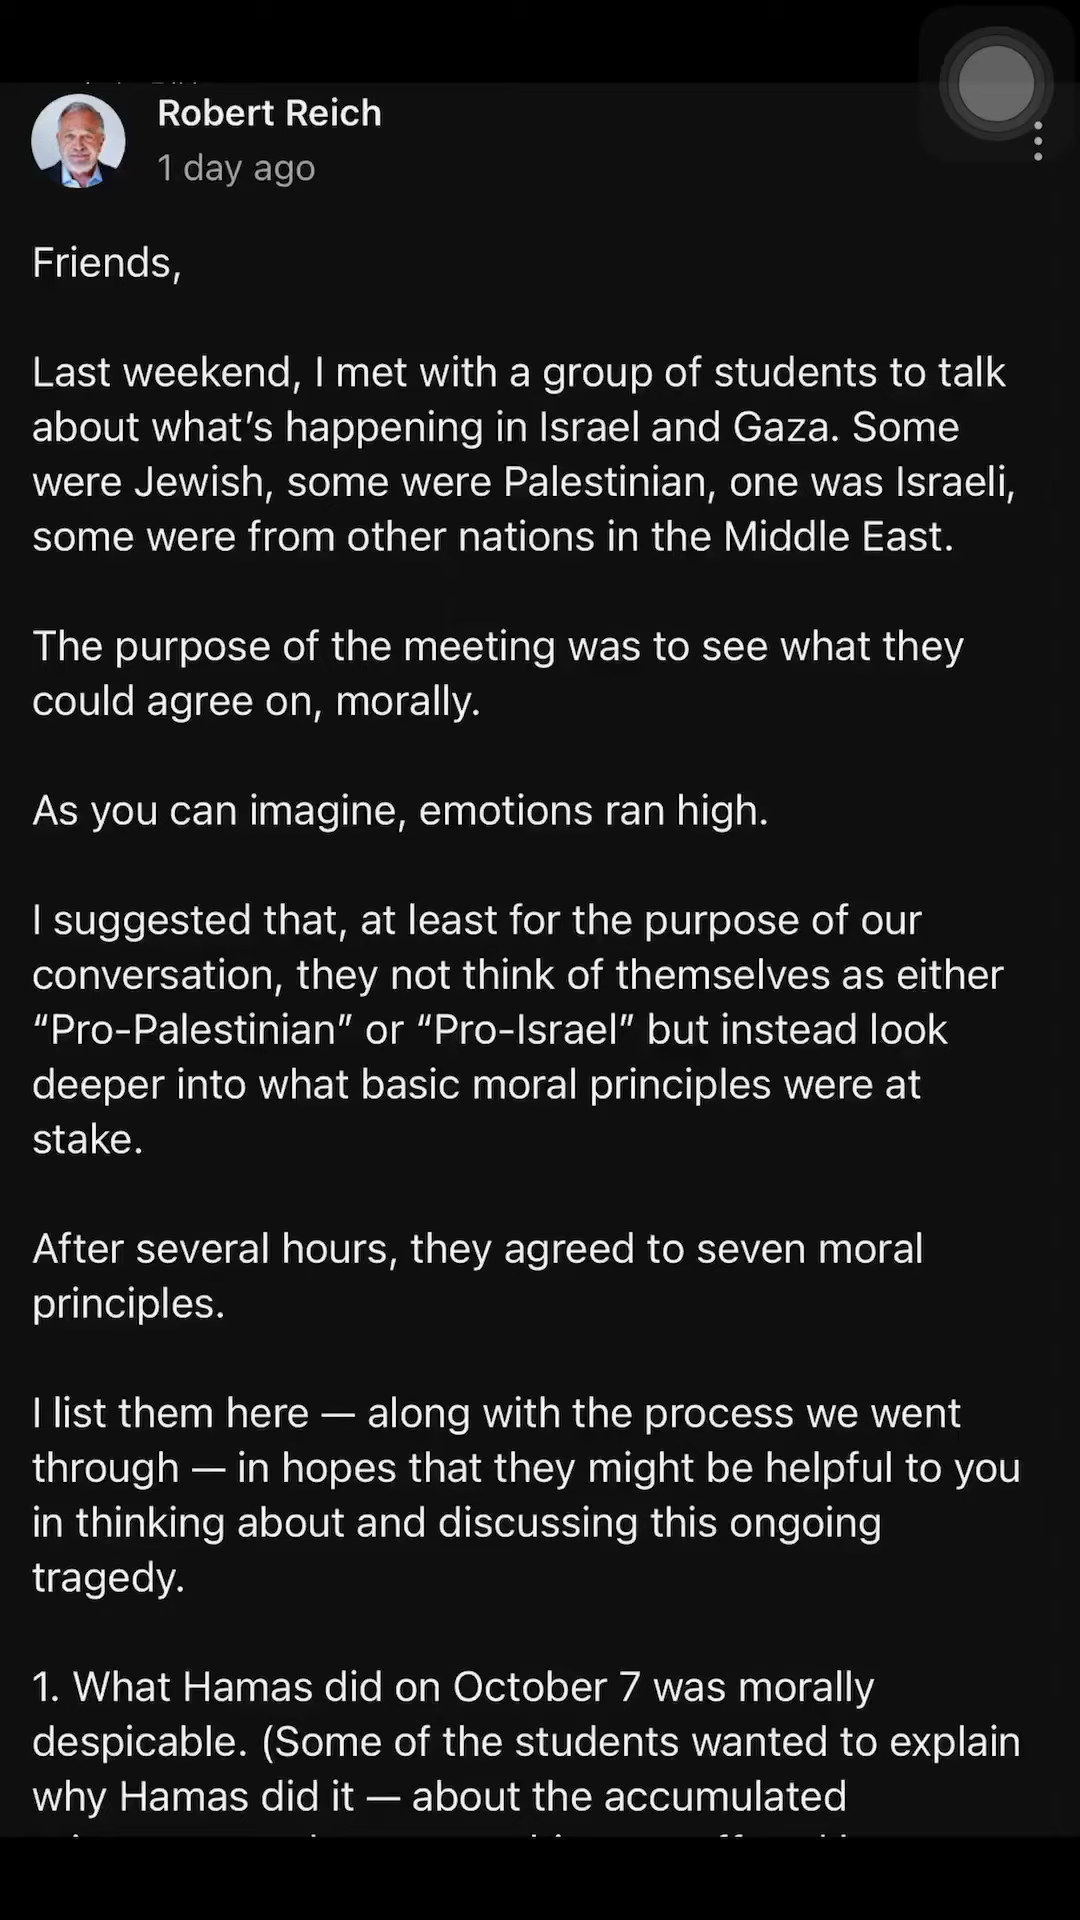 Robert Reich
1 day ago
Friends,
Last weekend, I met with a group of students to talk
about what’s happening in Israel and Gaza. Some
were Jewish, some were Palestinian, one was Israeli,
some were from other nations in the Middle East.
The purpose of the meeting was to see what they
could agree on, morally.
As you can imagine, emotions ran high.
I suggested that, at least for the purpose of our
conversation, they not think of themselves as either
“Pro-Palestinian” or “Pro-Israel” but instead look
deeper into what basic moral principles were at
stake.
After several hours, they agreed to seven moral
principles.
I list them here — along with the process we went
through — in hopes that they might be helpful to you
in thinking about and discussing this ongoing
tragedy.
1. What Hamas did on October 7 was morally
despicable. (Some of the students wanted to explain
why Hamas did it — about the accumulated